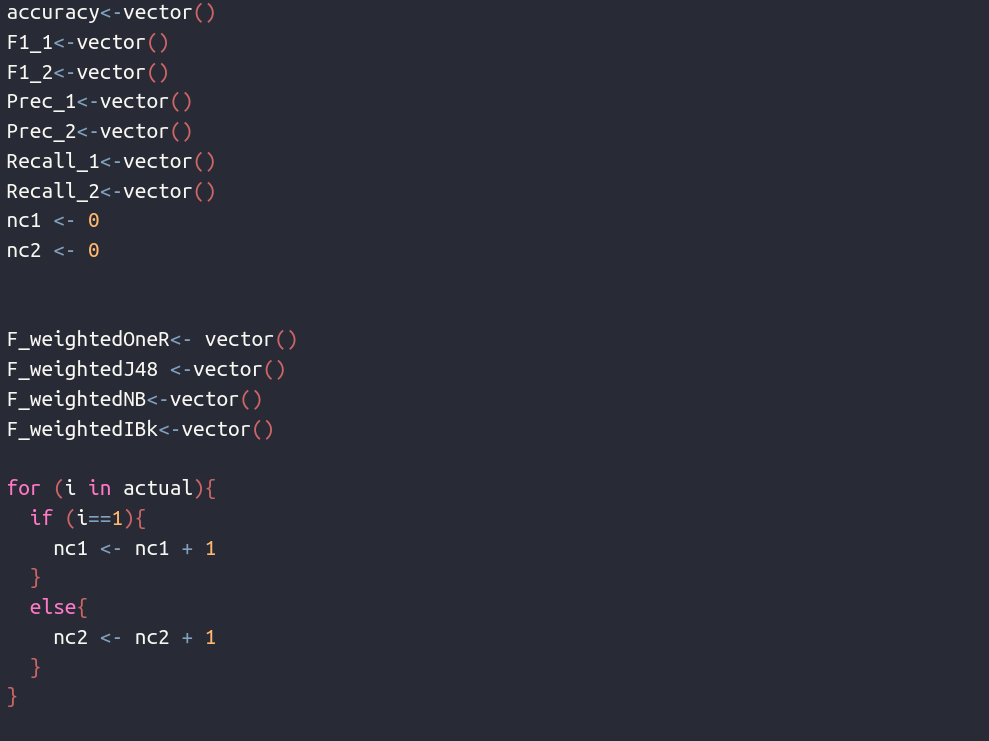 accuracy<-vector()
F1_1<-vector()
F1_2<-vector()
Prec_1<-vector()
Prec_2<-vector()
Recall_1<-vector()
Recall_2<-vector()
nc1 <- 0
nc2 <- 0
F_weightedOneR<- vector()
F_weightedJ48 <-vector()
F_weightedNB<-vector()
F_weightedIBk<-vector()
for (i in actual){
  if (i==1){
    nc1 <- nc1 + 1
  }
  else{
    nc2 <- nc2 + 1
  }
}